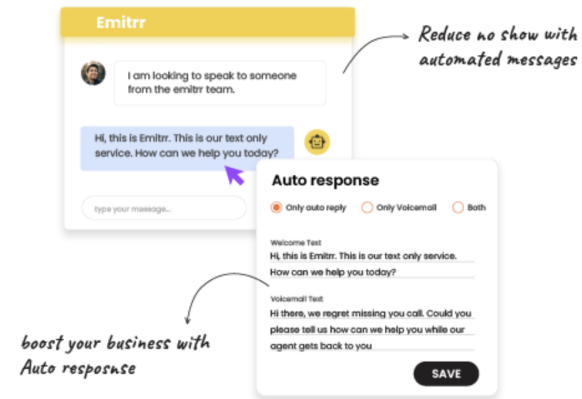 Emitrr
Reduce no show with
automated messages
I am looking to speak to someone
from the emitrr team.
Hi, this is Emitrr. This is our text only
service. How can we help you today?
type your message...
Auto response
Only auto reply Only Voicemail Both
Welcome Text
Hi, this is Emitrr. This is our text only service.
How can we help you today?
Voicemail Text
Hi there, we regret missing you call. Could you
please tell us how can we help you while our
agent gets back to you
SAVE
boost your business with
Auto resposnse